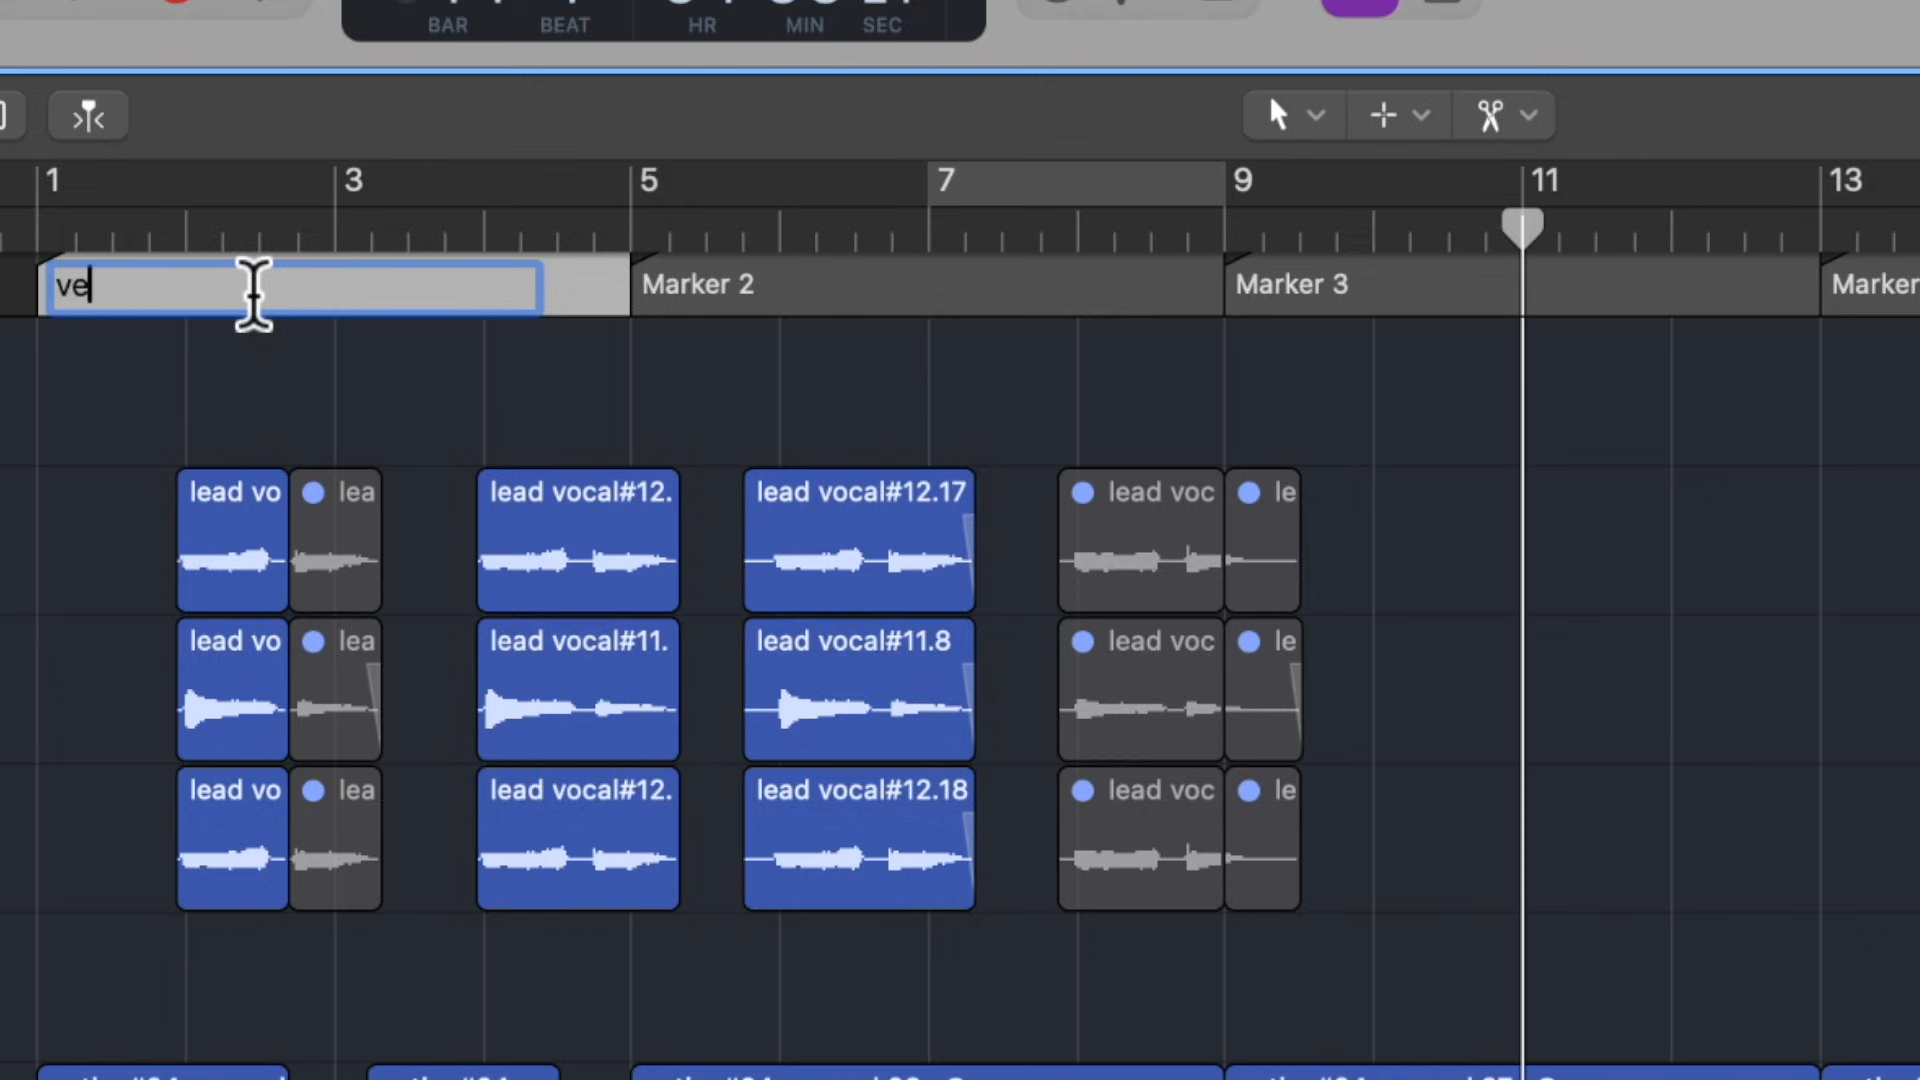 BAR BEAT HR MIN SEC
1 3 5 7 9 11 13
ve Marker 2 Marker 3 Marker
lead vo lea lead vocal#12. lead vocal#12.17 lead voc le
lead vo lea lead vocal#11. lead vocal#11.8 lead voc le
lead vo lea lead vocal#12. lead vocal#12.18 lead voc le